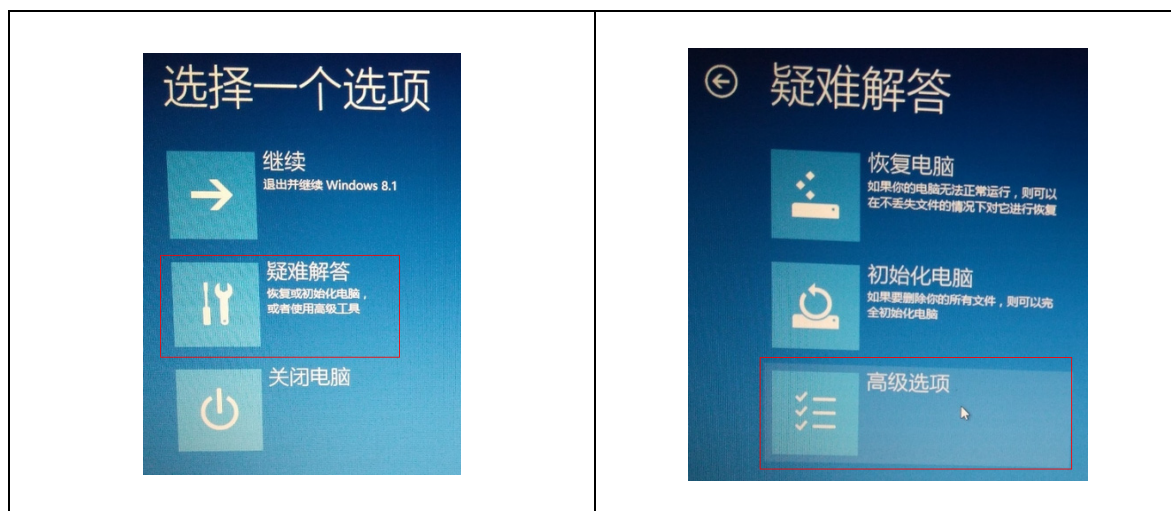 选择一个选项
继续
退出并继续 Windows 8.1
疑难解答
恢复或初始化电脑，
或者使用高级工具
关闭电脑
疑难解答
恢复电脑
如果你的电脑无法正常运行，则可以
在不丢失文件的情况下对它进行恢复
初始化电脑
如果要删除你的所有文件，则可以完
全初始化电脑
高级选项